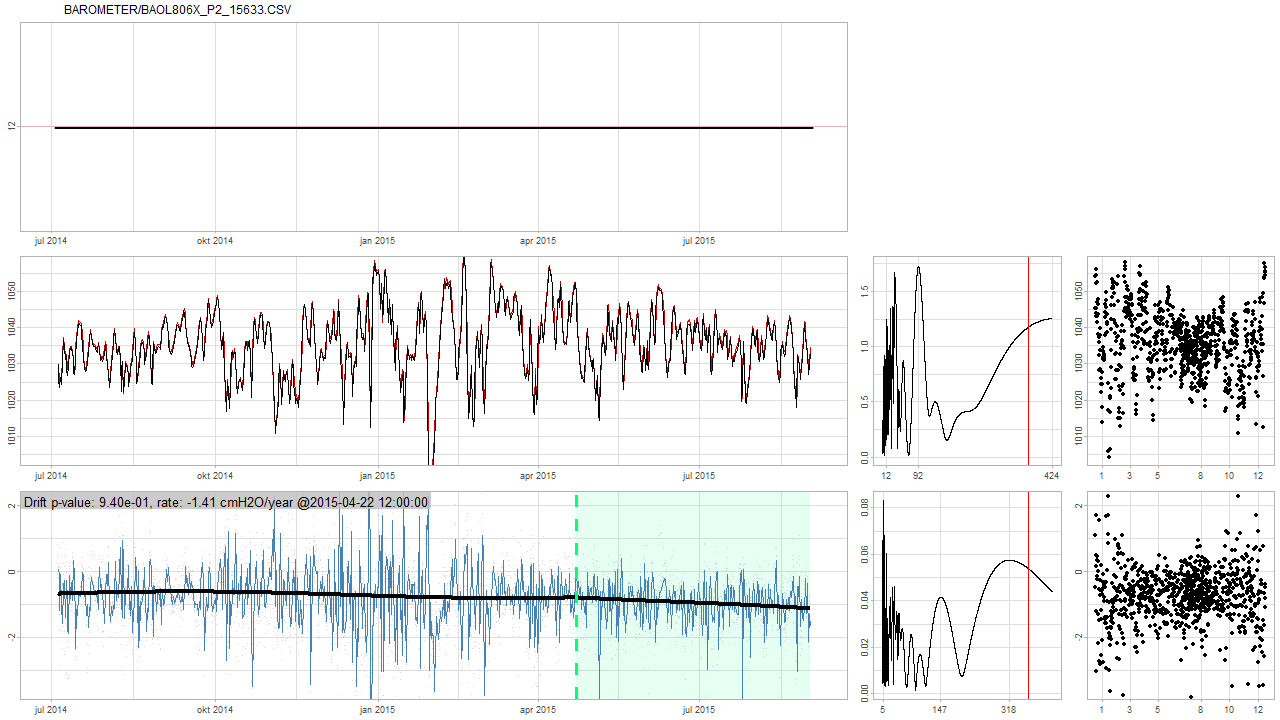 BAROMETER/BAOL806X_P2_15633.CSV
12
jul 2014 okt 2014 jan 2015 apr 2015 jul 2015
1050
1040
1030
1020
1010
jul 2014 okt 2014 jan 2015 apr 2015 jul 2015
1.5
1.0
0.5
0.0
12 92 424
1050
1040
1030
1020
1010
1 3 5 8 10 12
Drift p-value: 9.40e-01, rate: -1.41 cmH2O/year @2015-04-22 12:00:00
2
0
-2
jul 2014 okt 2014 jan 2015 apr 2015 jul 2015
0.08
0.06
0.04
0.02
0.00
5 147 318
2
0
-2
1 3 5 8 10 12